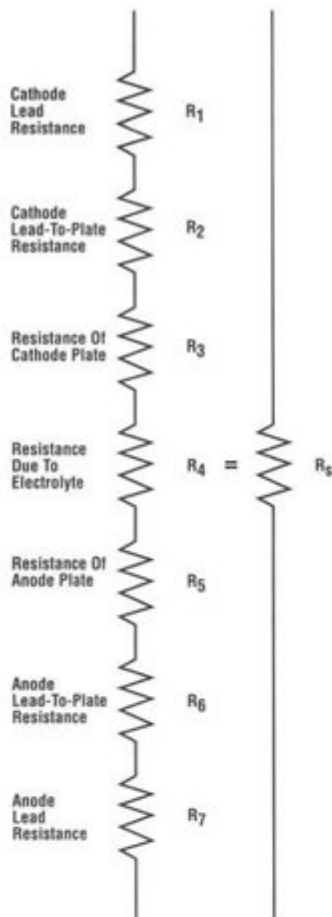 Cathode
Lead
Resistance
R1
Cathode
Lead-To-Plate
Resistance
R2
Resistance Of
Cathode Plate
R3
Resistance
Due To
Electrolyte
R4 = Rs
Resistance Of
Anode Plate
R5
Anode
Lead-To-Plate
Resistance
R6
Anode
Lead
Resistance
R7